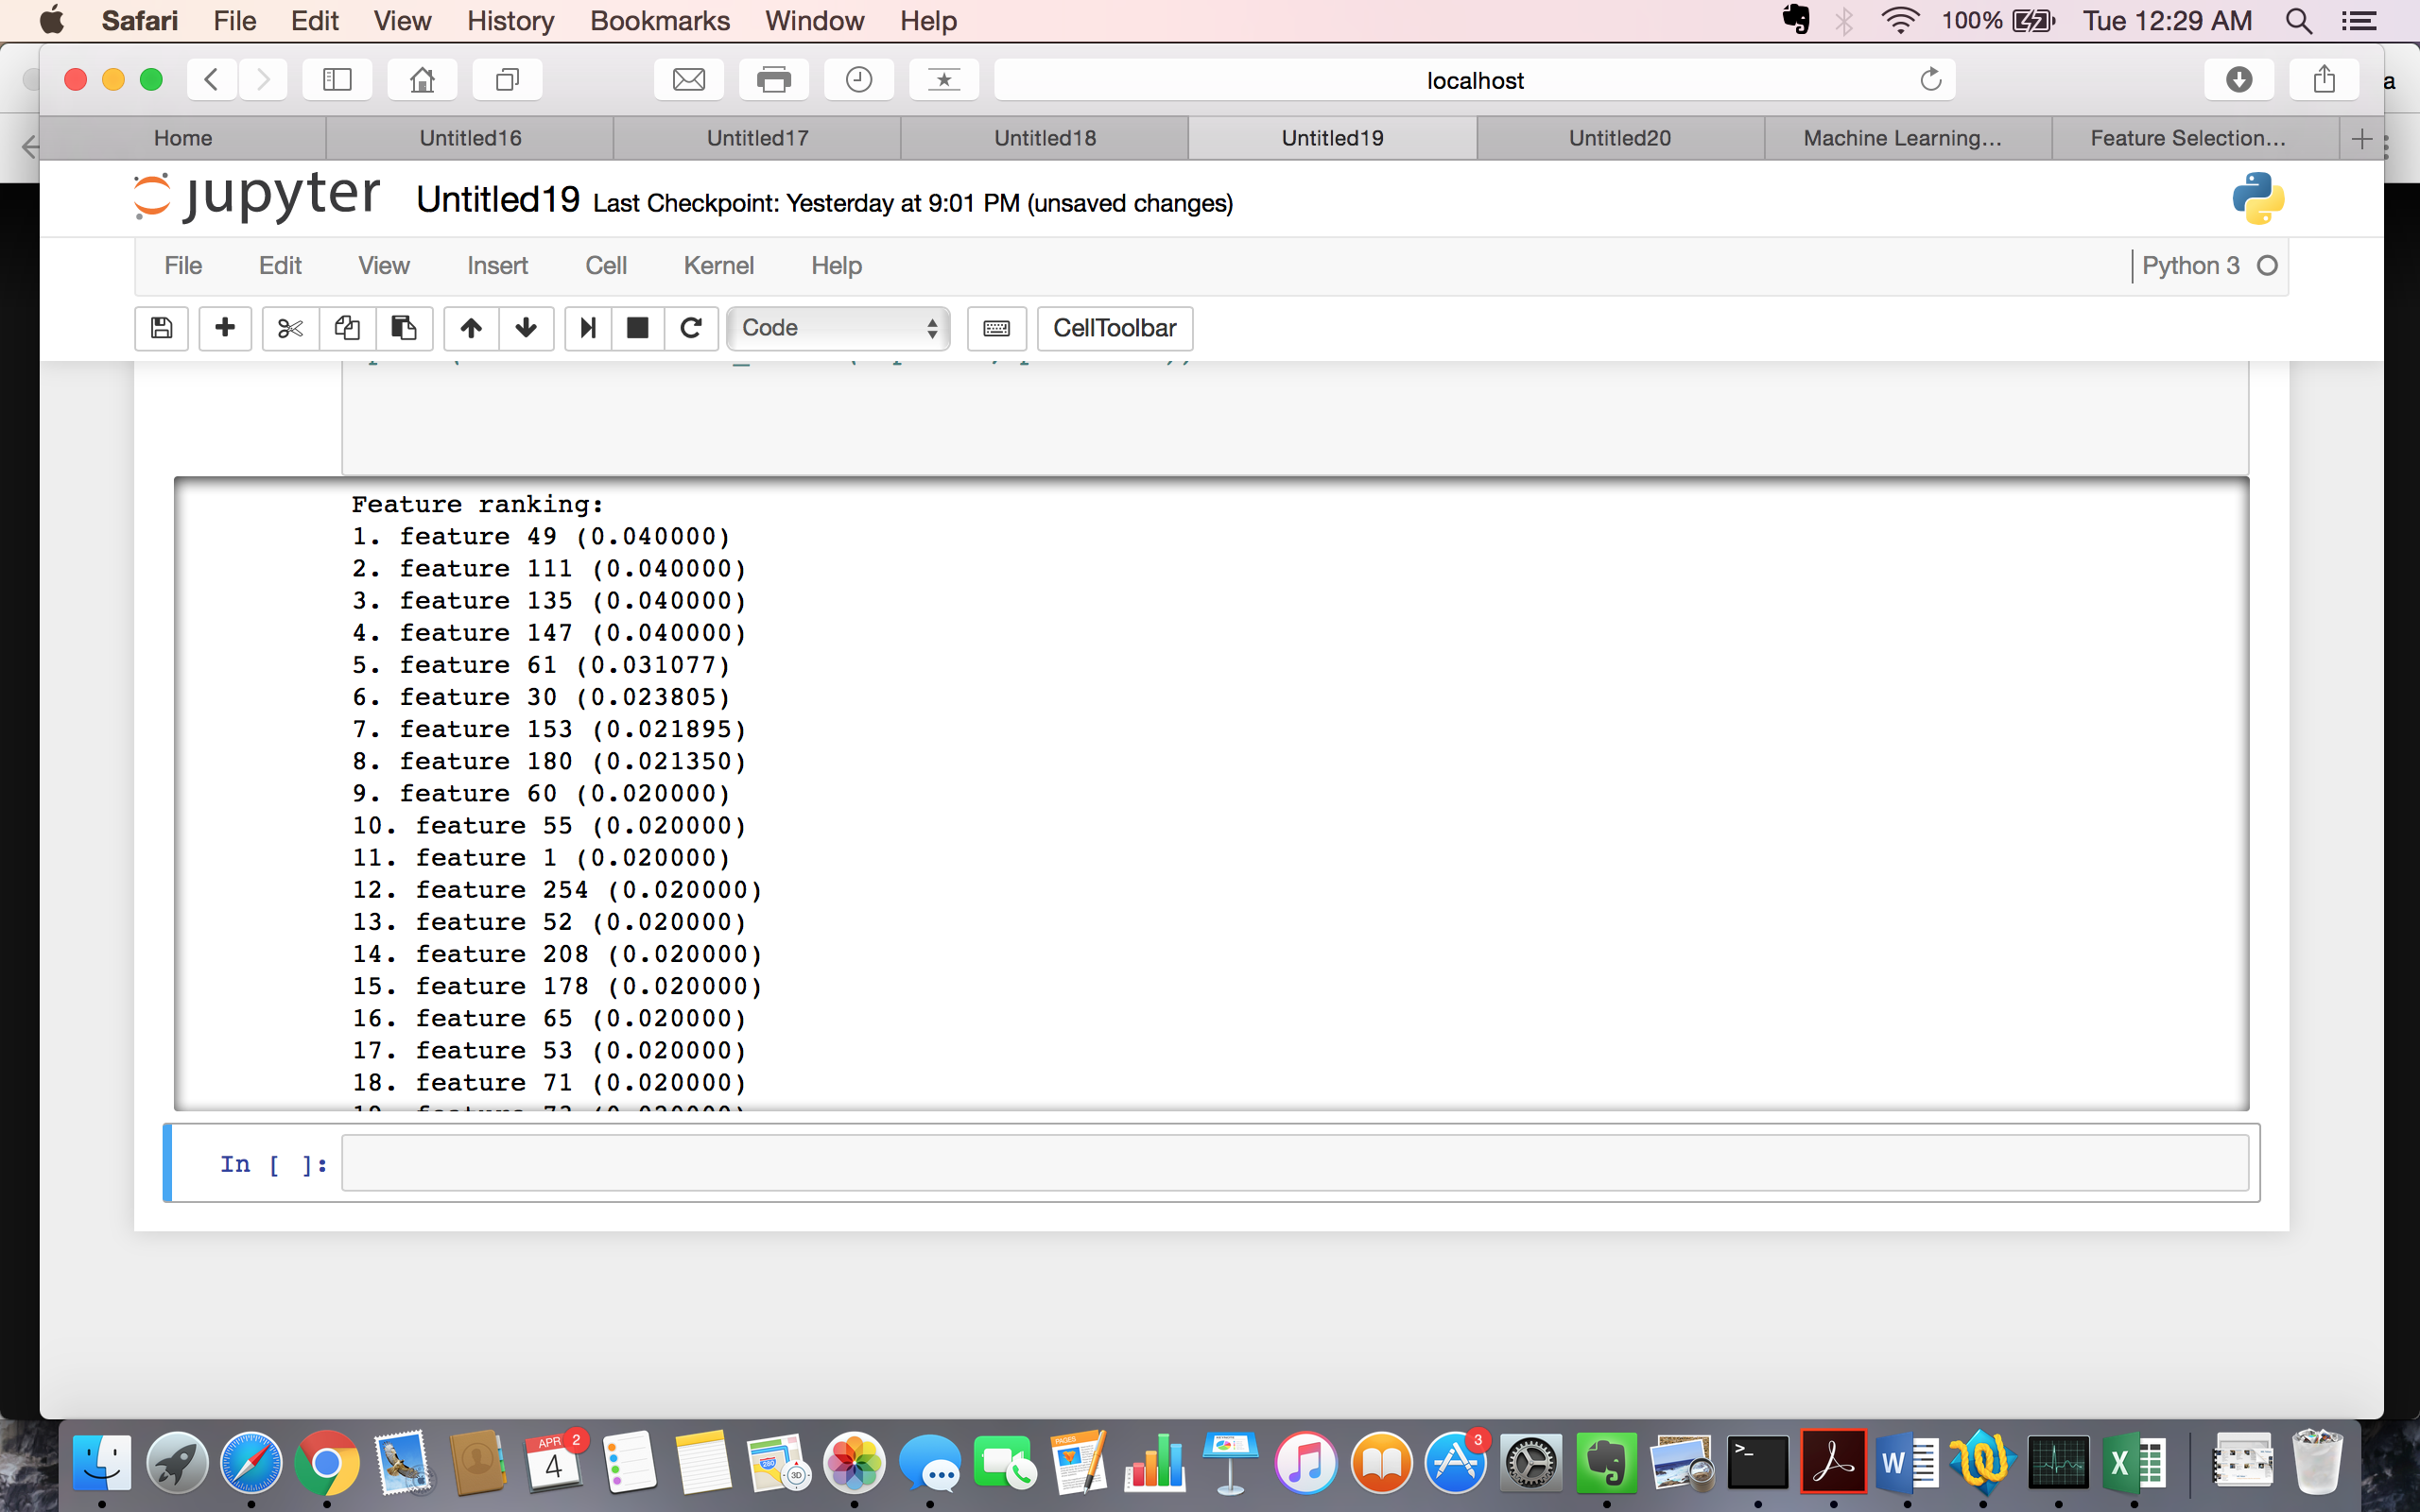 Safari File Edit View History Bookmarks Window Help 100% Tue 12:29 AM
localhost
a
Home Untitled16 Untitled17 Untitled18 Untitled19 Untitled20 Machine Learning... Feature Selection...
jupyter Untitled19 Last Checkpoint: Yesterday at 9:01 PM (unsaved changes)
File Edit View Insert Cell Kernel Help Python 3
Code CellToolbar
Feature ranking:
1. feature 49 (0.040000)
2. feature 111 (0.040000)
3. feature 135 (0.040000)
4. feature 147 (0.040000)
5. feature 61 (0.031077)
6. feature 30 (0.023805)
7. feature 153 (0.021895)
8. feature 180 (0.021350)
9. feature 60 (0.020000)
10. feature 55 (0.020000)
11. feature 1 (0.020000)
12. feature 254 (0.020000)
13. feature 52 (0.020000)
14. feature 208 (0.020000)
15. feature 178 (0.020000)
16. feature 65 (0.020000)
17. feature 53 (0.020000)
18. feature 71 (0.020000)
In [ ]:
APR 4 2
PAGES
3D
3
W
X